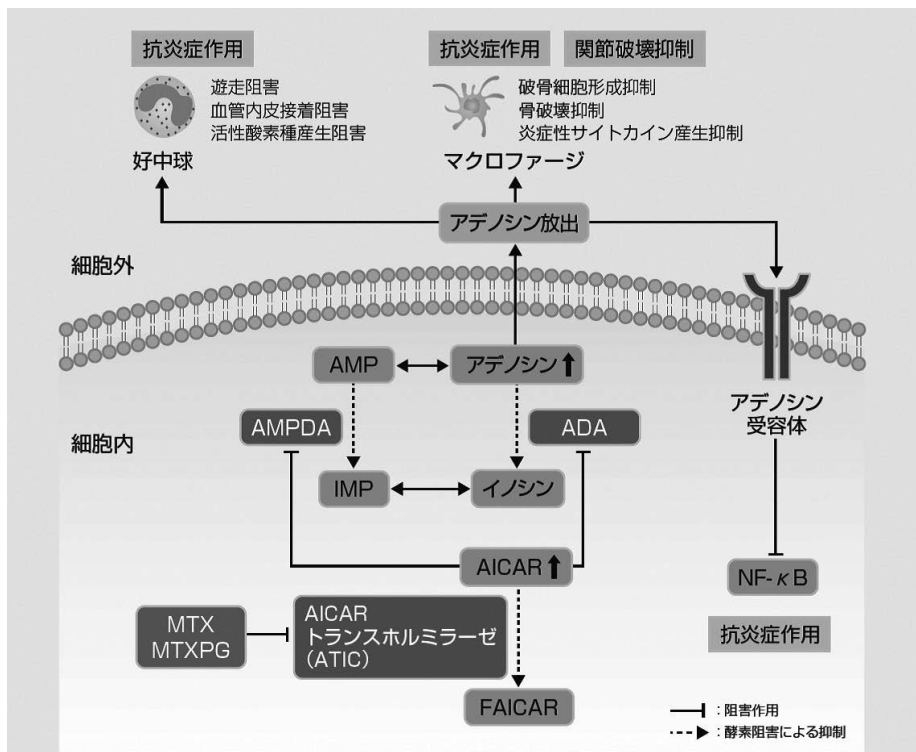 抗炎症作用
遊走阻害
血管内皮接着阻害
活性酸素種産生阻害
好中球
抗炎症作用
関節破壊抑制
破骨細胞形成抑制
骨破壊抑制
炎症性サイトカイン産生抑制
マクロファージ
アデノシン放出
細胞外
AMP
アデノシン⬆
アデノシン
受容体
細胞内
AMPDA
ADA
IMP
イノシン
AICAR⬆
NF-κB
抗炎症作用
MTX
MTXPG
AICAR
トランスホルミラーゼ
(ATIC)
FAICAR
:阻害作用
:酵素阻害による抑制